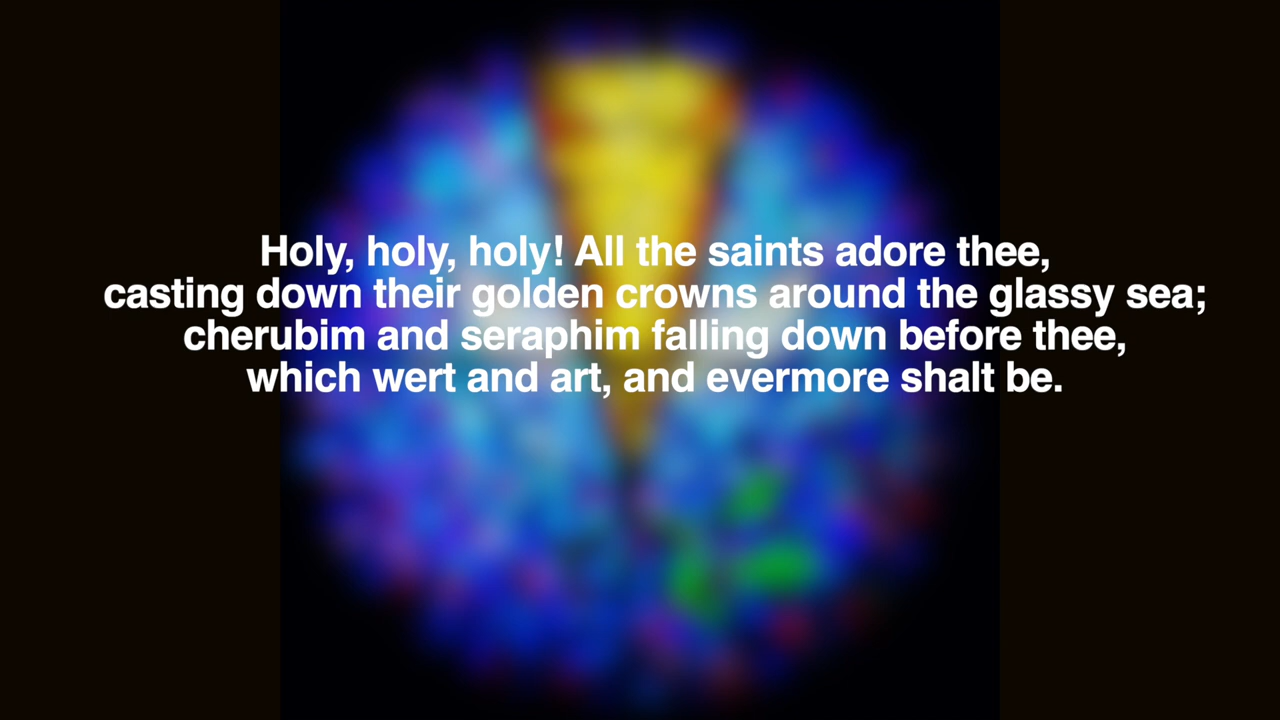 Holy, holy, holy! All the saints adore thee,
casting down their golden crowns around the glassy sea;
cherubim and seraphim falling down before thee,
which wert and art, and evermore shalt be.